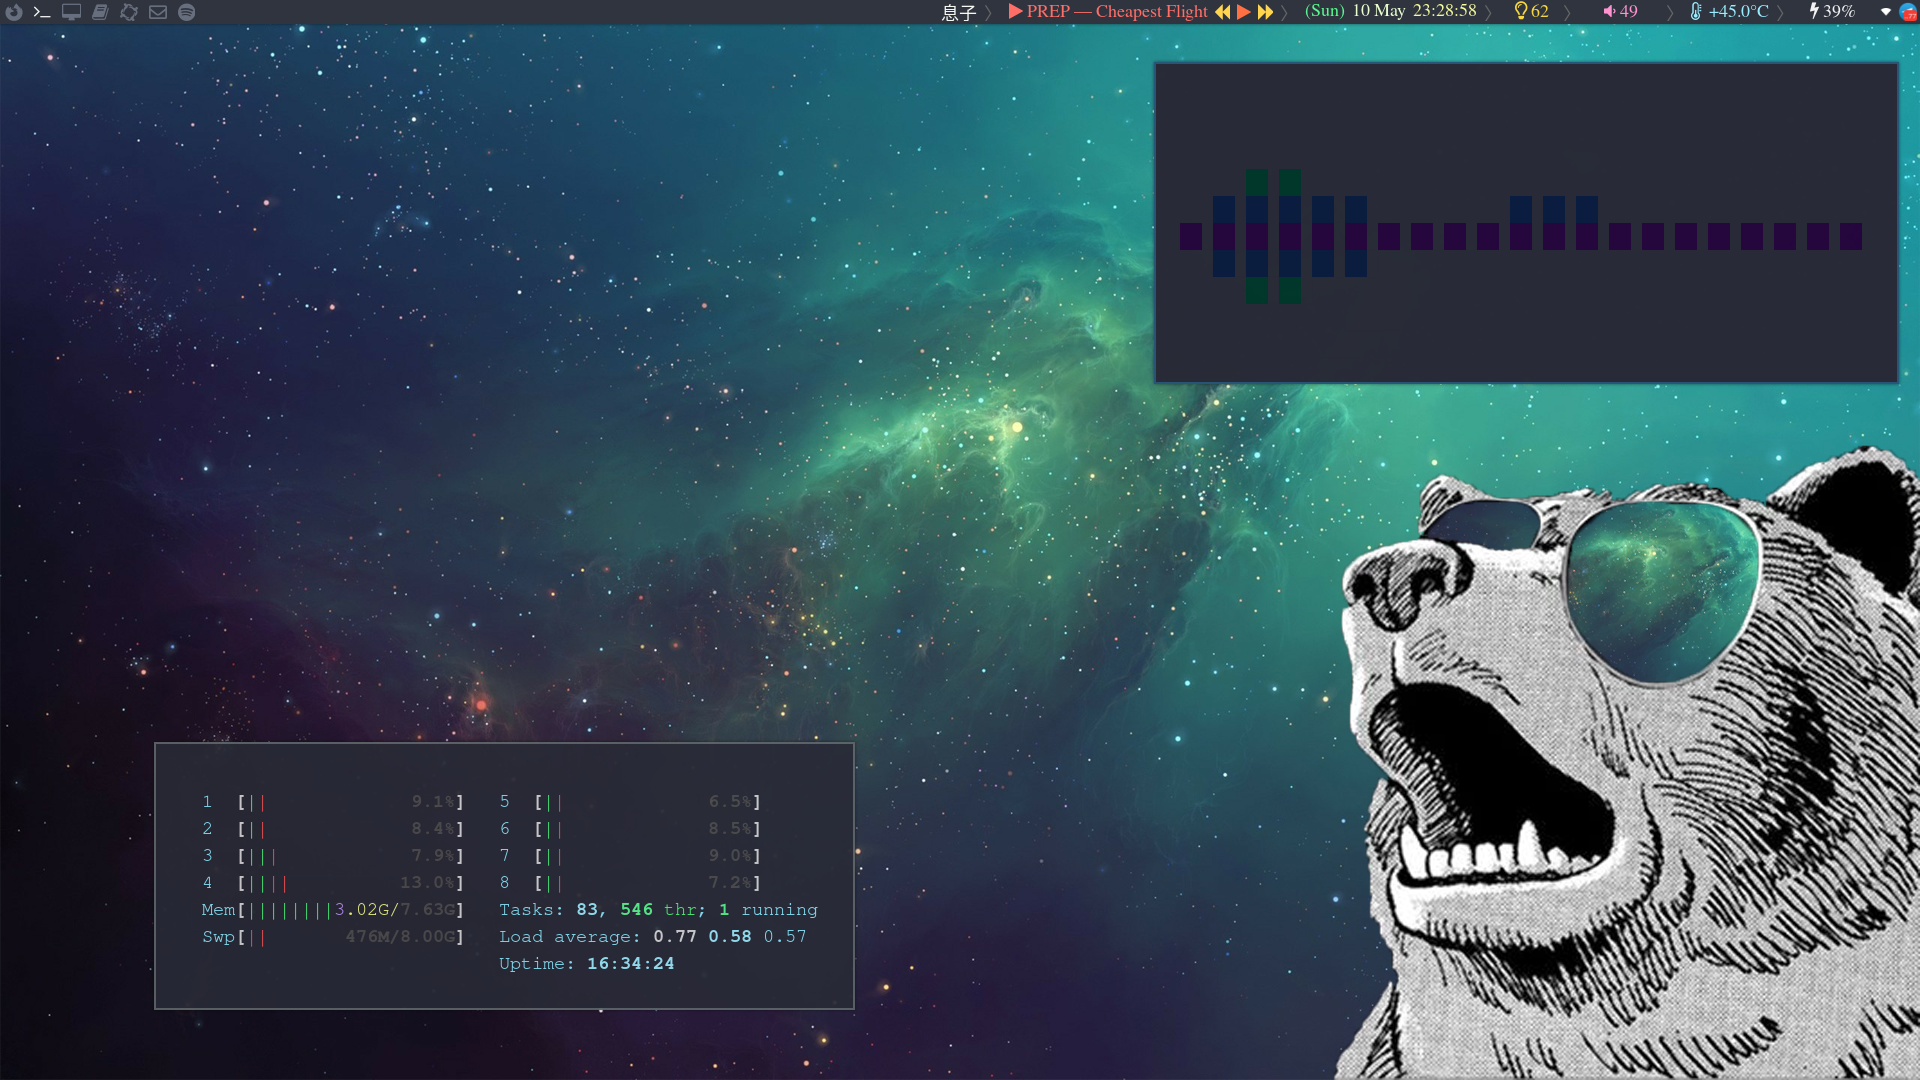 息子 〉 PREP — Cheapest Flight 〉 (Sun) 10 May 23:28:58 〉 62 〉 49 〉 +45.0°C 〉 39%
1 [|| 9.1%] 5 [|| 6.5%]
2 [|| 8.4%] 6 [|| 8.5%]
3 [||| 7.9%] 7 [|| 9.0%]
4 [|||| 13.0%] 8 [|| 7.2%]
Mem[||||||||3.02G/7.63G] Tasks: 83, 546 thr; 1 running
Swp[|| 476M/8.00G] Load average: 0.77 0.58 0.57
Uptime: 16:34:24